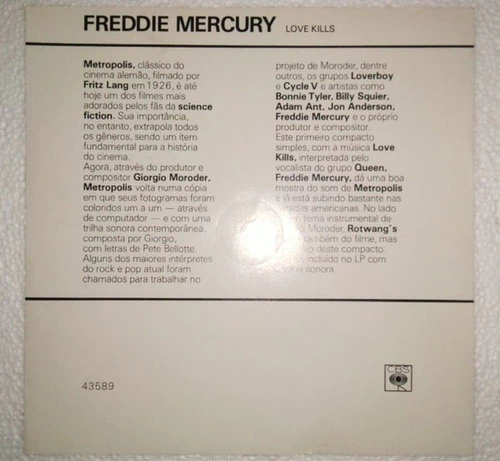 FREDDIE MERCURY LOVE KILLS
Metropolis, clássico do
cinema alemão, filmado por
Fritz Lang em 1926, é até
hoje um dos filmes mais
adorados pelos fãs da science
fiction. Sua importância,
no entanto, extrapola todos
os gêneros, sendo um item
fundamental para a história
do cinema.
Agora, através do produtor e
compositor Giorgio Moroder,
Metropolis volta numa cópia
em que seus fotogramas foram
coloridos um a um — através
de computador — e com uma
trilha sonora contemporânea,
composta por Giorgio,
com letras de Pete Bellotte.
Alguns dos maiores intérpretes
do rock e pop atual foram
chamados para trabalhar no
projeto de Moroder, dentre
outros, os grupos Loverboy
e Cycle V e artistas como
Bonnie Tyler, Billy Squier,
Adam Ant, Jon Anderson,
Freddie Mercury e o próprio
produtor e compositor.
Este primeiro compacto
simples, com a música Love
Kills, interpretada pelo
vocalista do grupo Queen,
Freddie Mercury, dá uma boa
mostra do som de Metropolis
e já está subindo bastante nas
americanas. No lado
tema instrumental de
Moroder, Rotwang's
também do filme, mas
deste compacto
incluído no LP com
sonora.
43589
CBS